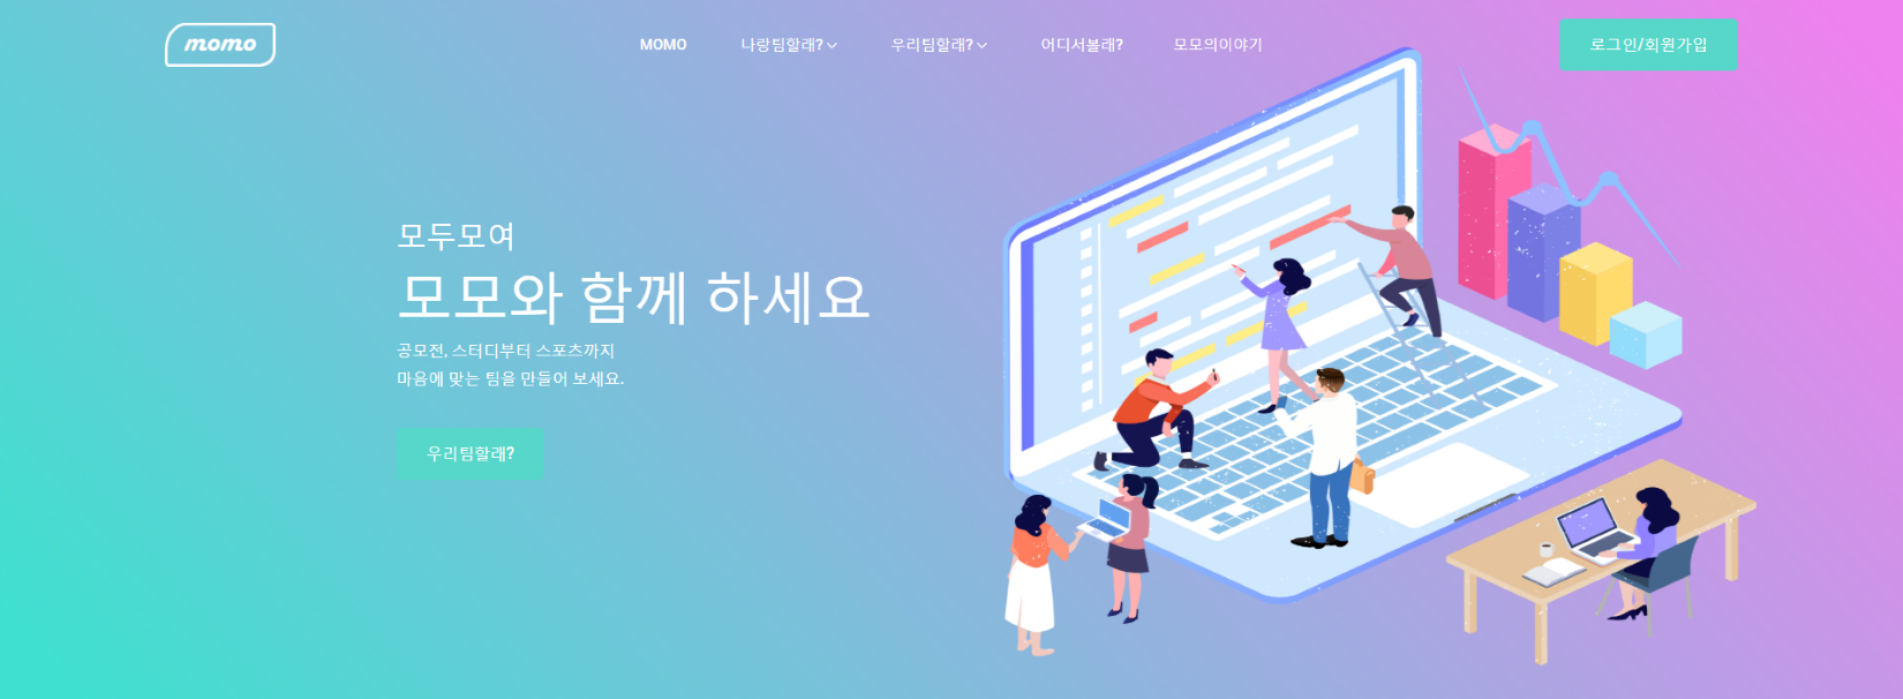 momo
MOMO 나랑팀할래? 우리팀할래? 어디서볼래? 모모의이야기
로그인/회원가입
모두모여
모모와 함께 하세요
공모전, 스터디부터 스포츠까지
마음에 맞는 팀을 만들어 보세요.
우리팀할래?